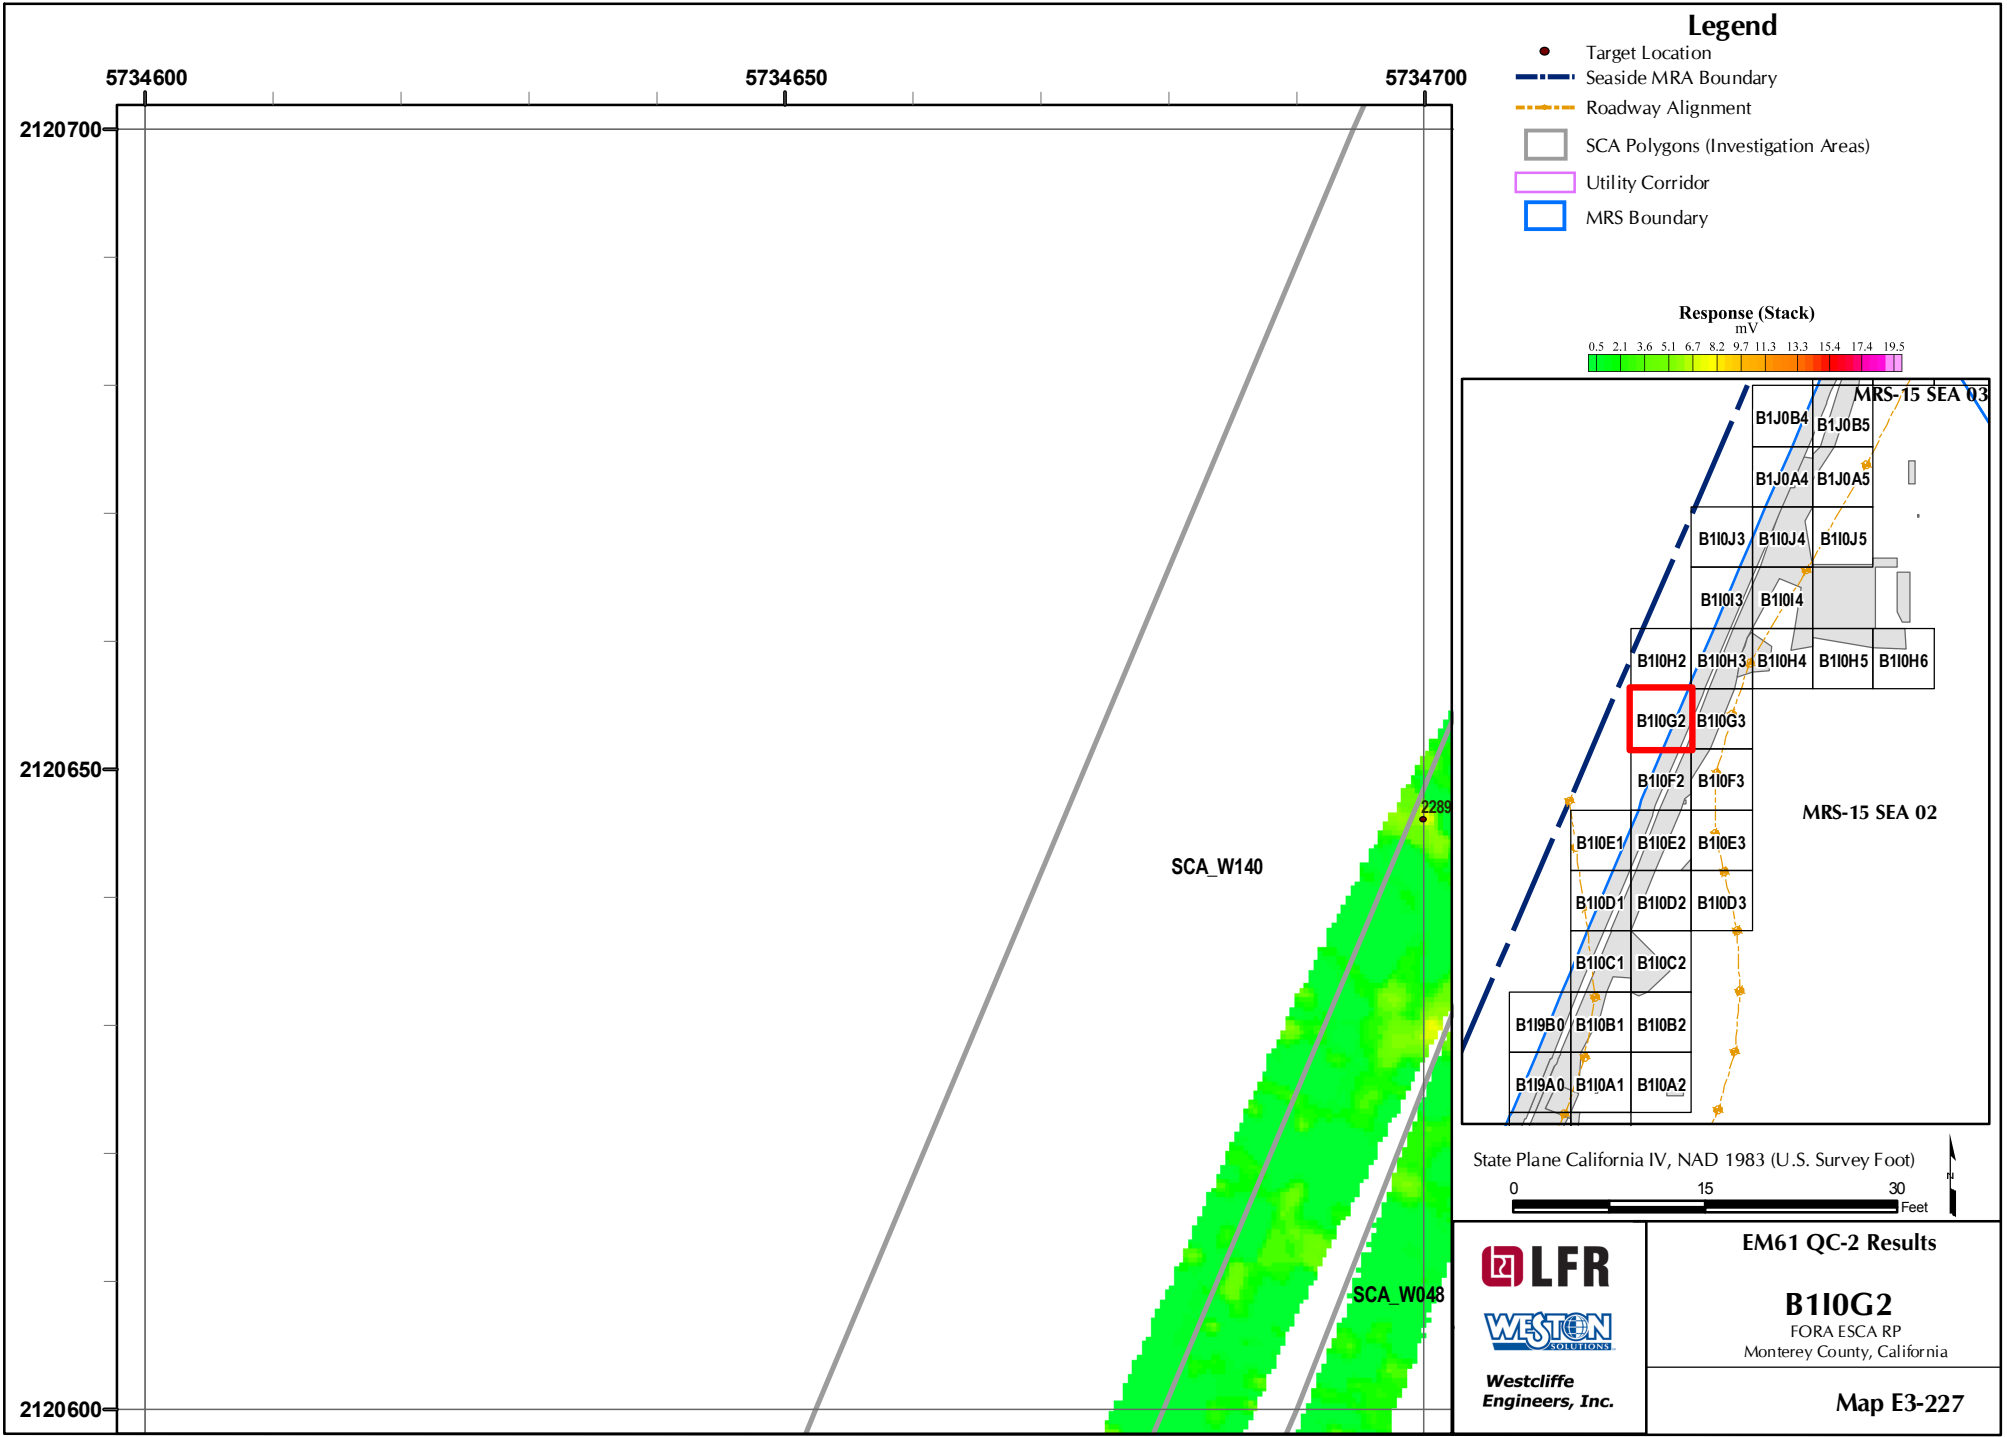 Legend
Target Location
Seaside MRA Boundary
Roadway Alignment
SCA Polygons (Investigation Areas)
Utility Corridor
MRS Boundary
5734600
5734650
5734700
2120700
2120650
2120600
2289
SCA_W140
SCA_W048
Response (Stack)
mV
0.5 2.1 3.6 5.1 6.7 8.2 9.7 11.3 13.3 15.4 17.4 19.5
MRS-15 SEA 03
B1J0B4 B1J0B5
B1J0A4 B1J0A5
B1I0J3 B1I0J4 B1I0J5
B1I0I3 B1I0I4
B1I0H2 B1I0H3 B1I0H4 B1I0H5 B1I0H6
B1I0G2 B1I0G3
B1I0F2 B1I0F3
MRS-15 SEA 02
B1I0E1 B1I0E2 B1I0E3
B1I0D1 B1I0D2 B1I0D3
B1I0C1 B1I0C2
B1I9B0 B1I0B1 B1I0B2
B1I9A0 B1I0A1 B1I0A2
State Plane California IV, NAD 1983 (U.S. Survey Foot)
N
0 15 30
Feet
LFR
WESTON
SOLUTIONS
Westcliffe
Engineers, Inc.
EM61 QC-2 Results
B1I0G2
FORA ESCA RP
Monterey County, California
Map E3-227